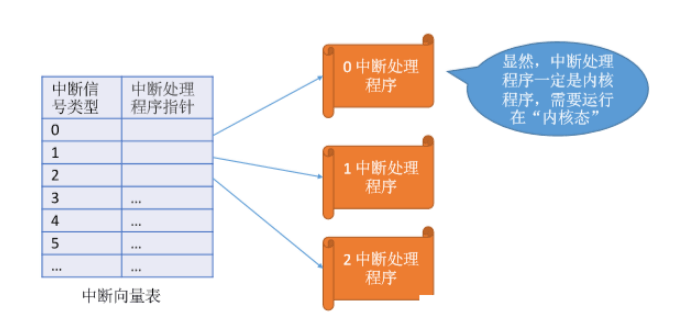 中断信
号类型
中断处理
程序指针
0
1
2
3
...
4
...
5
...
...
...
中断向量表
0 中断处理
程序
1 中断处理
程序
2 中断处理
程序
显然，中断处理
程序一定是内核
程序，需要运行
在“内核态”